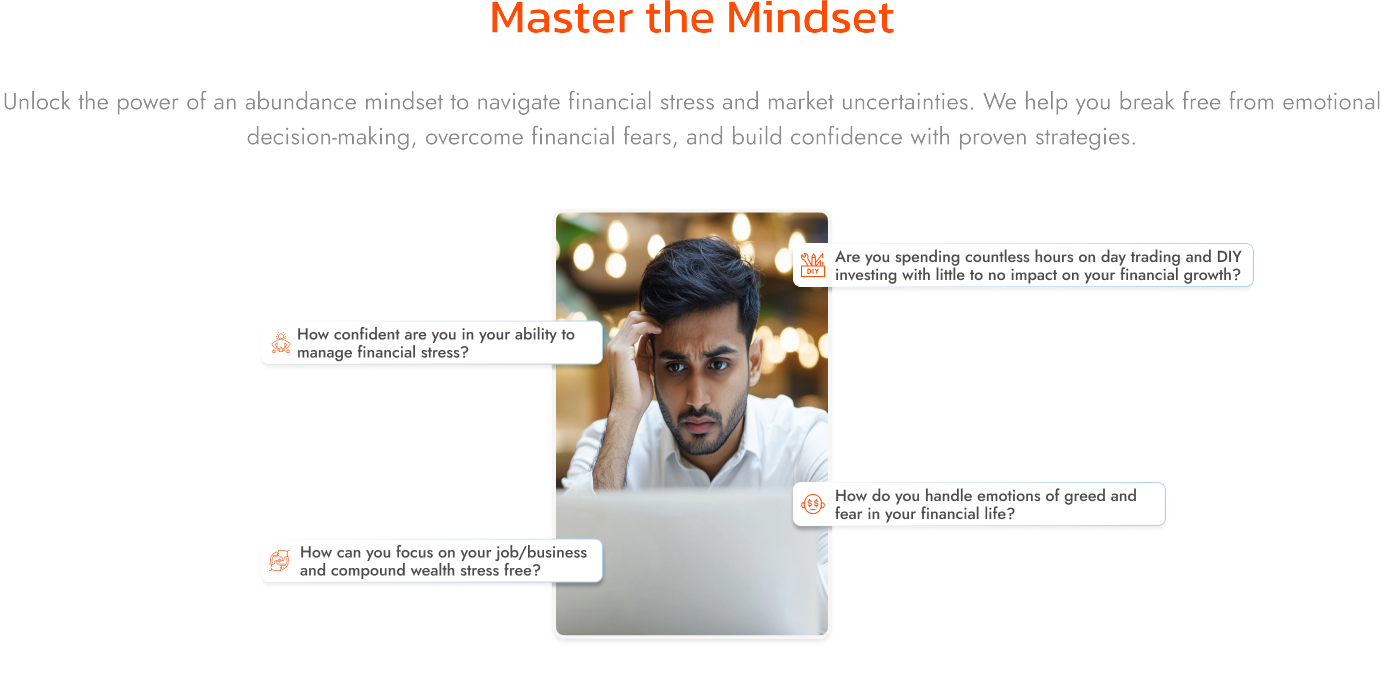 Master the Mindset
Unlock the power of an abundance mindset to navigate financial stress and market uncertainties. We help you break free from emotional
decision-making, overcome financial fears, and build confidence with proven strategies.
DIY
Are you spending countless hours on day trading and DIY
investing with little to no impact on your financial growth?
How confident are you in your ability to
manage financial stress?
$$
How do you handle emotions of greed and
fear in your financial life?
How can you focus on your job/business
and compound wealth stress free?